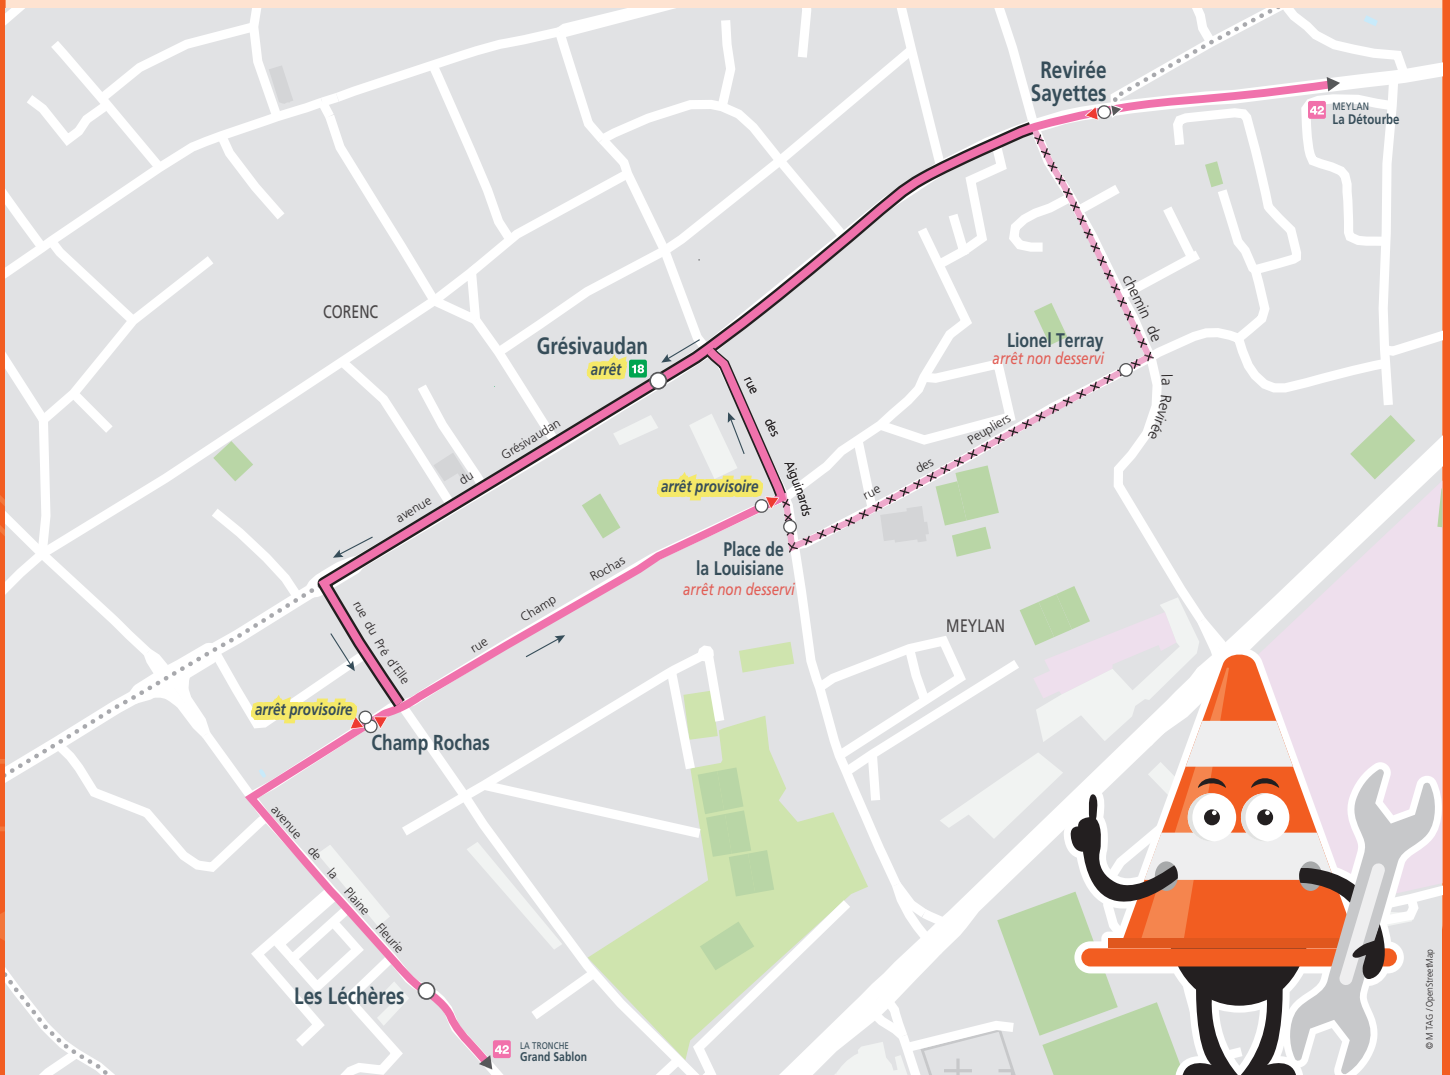 Revirée
Sayettes
42 MEYLAN
La Détourbe
CORENC
Grésivaudan
arrêt 18
Lionel Terray
arrêt non desservi
chemin de la Revirée
rue des Aiguinards
avenue du Grésivaudan
rue des Peupliers
arrêt provisoire
Place de
la Louisiane
arrêt non desservi
rue Champ Rochas
rue du Pré d'Elle
MEYLAN
arrêt provisoire
Champ Rochas
avenue de la Plaine Fleurie
Les Léchères
42 LA TRONCHE
Grand Sablon
© M TAG / OpenStreetMap